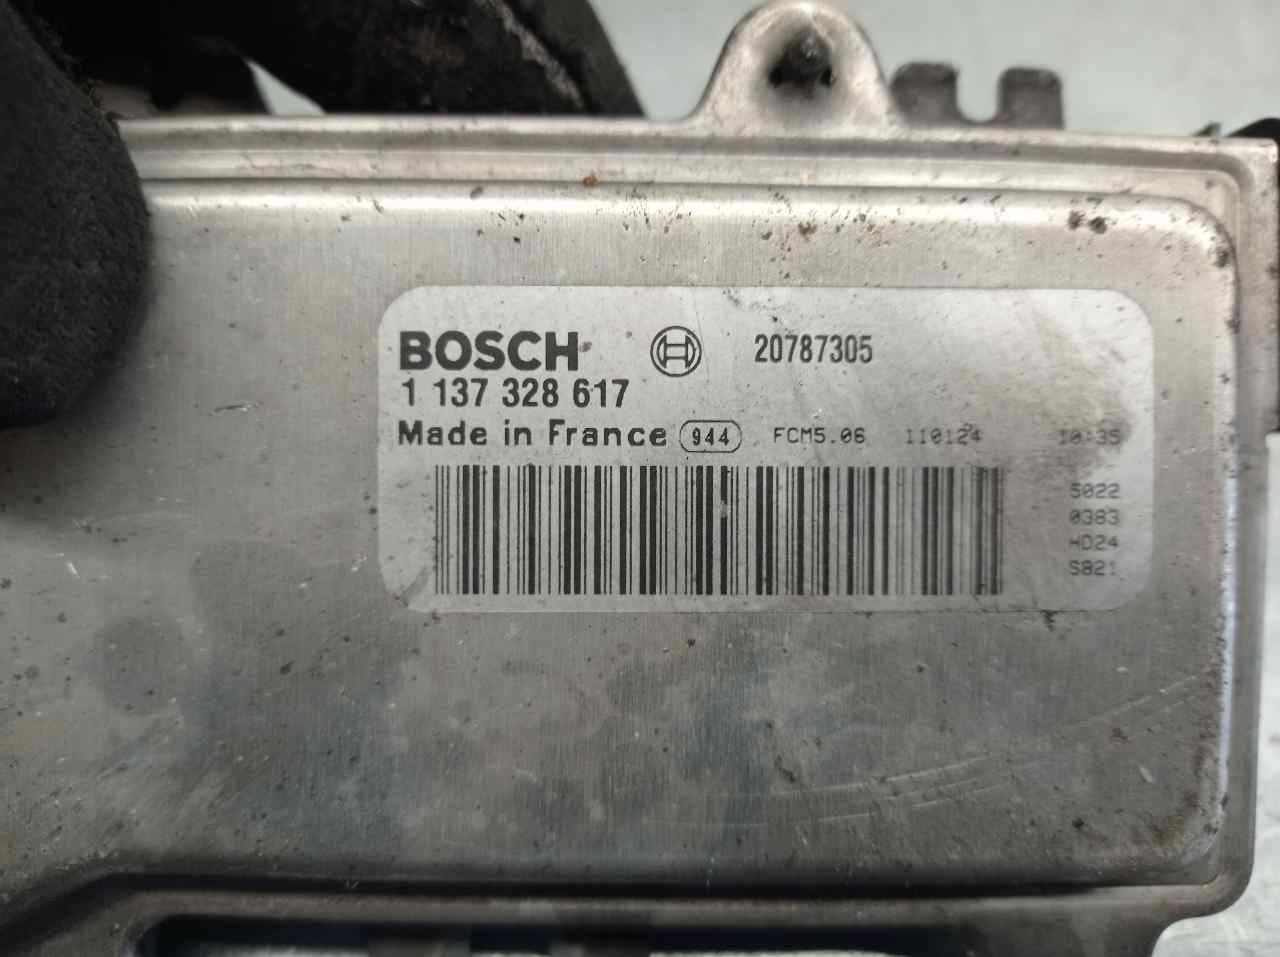 BOSCH 20787305
1 137 328 617
Made in France 944 FCM5.06 110124 10:35
5022
0383
HD24
S821